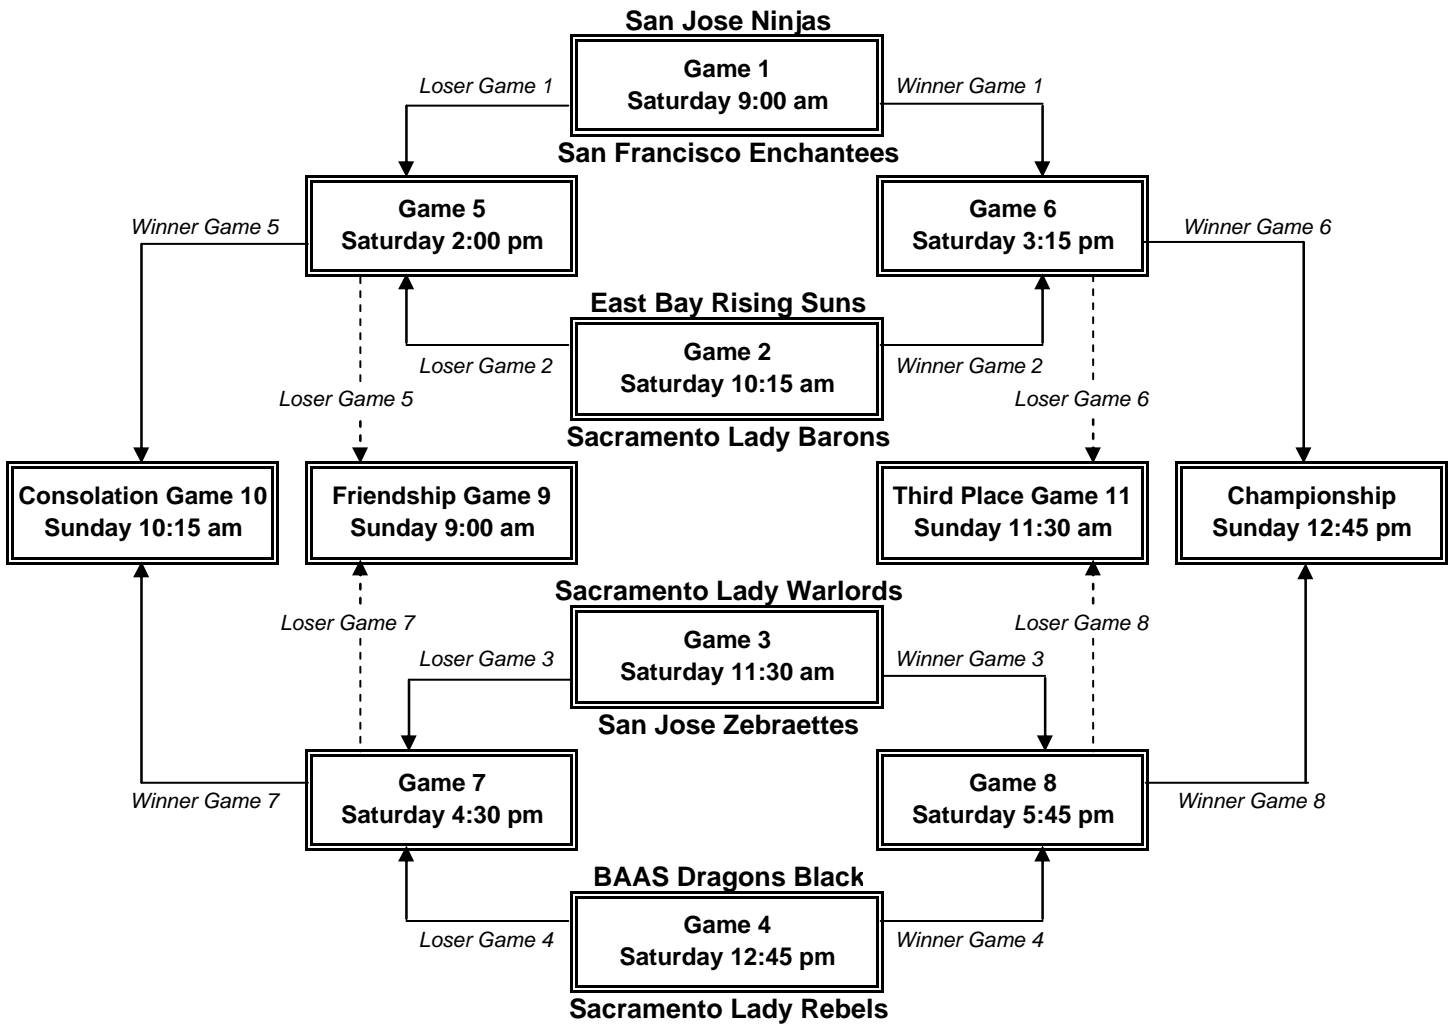 San Jose Ninjas
Game 1
Saturday 9:00 am
Loser Game 1
Winner Game 1
San Francisco Enchantees
Game 5
Saturday 2:00 pm
Game 6
Saturday 3:15 pm
Winner Game 5
Winner Game 6
East Bay Rising Suns
Game 2
Saturday 10:15 am
Loser Game 2
Winner Game 2
Loser Game 5
Loser Game 6
Sacramento Lady Barons
Consolation Game 10
Sunday 10:15 am
Friendship Game 9
Sunday 9:00 am
Third Place Game 11
Sunday 11:30 am
Championship
Sunday 12:45 pm
Sacramento Lady Warlords
Loser Game 7
Loser Game 8
Game 3
Saturday 11:30 am
Loser Game 3
Winner Game 3
San Jose Zebraettes
Game 7
Saturday 4:30 pm
Game 8
Saturday 5:45 pm
Winner Game 7
Winner Game 8
BAAS Dragons Black
Game 4
Saturday 12:45 pm
Loser Game 4
Winner Game 4
Sacramento Lady Rebels